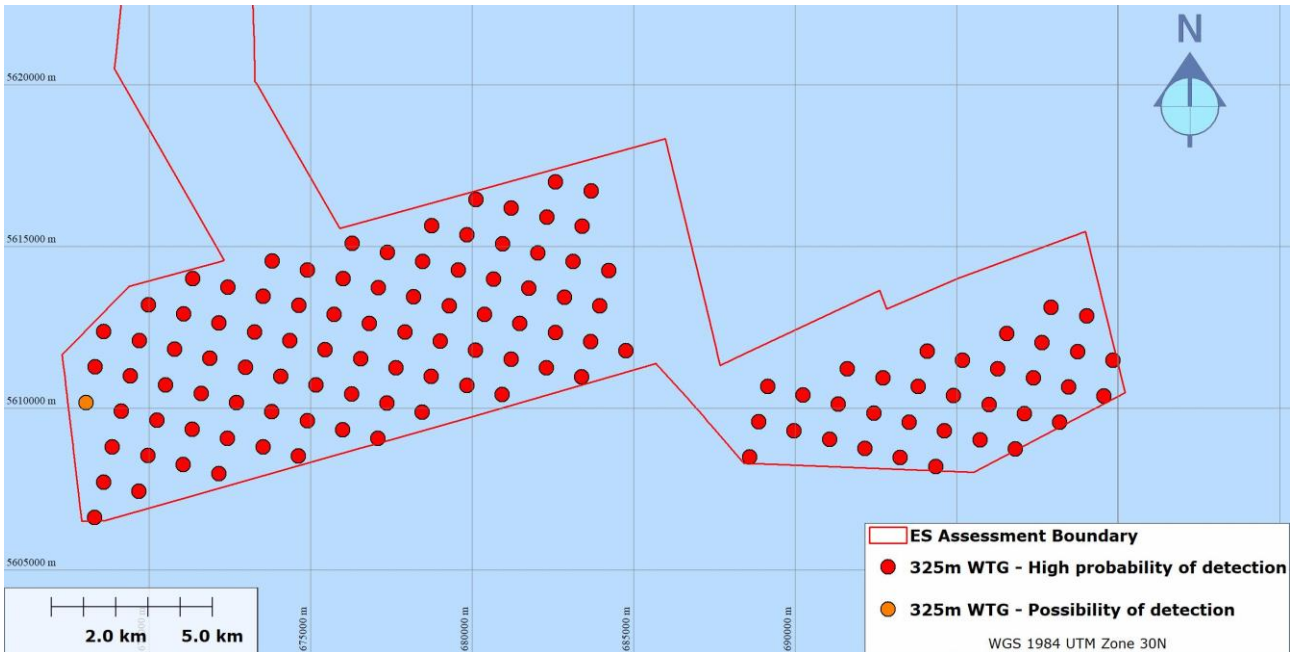 N
5620000 m
5615000 m
5610000 m
5605000 m
675000 m
680000 m
685000 m
690000 m
2.0 km 5.0 km
ES Assessment Boundary
325m WTG - High probability of detection
325m WTG - Possibility of detection
WGS 1984 UTM Zone 30N